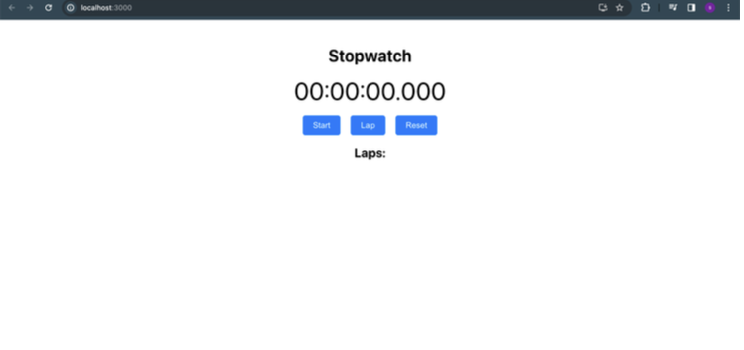 localhost:3000
Stopwatch
00:00:00.000
Start Lap Reset
Laps: